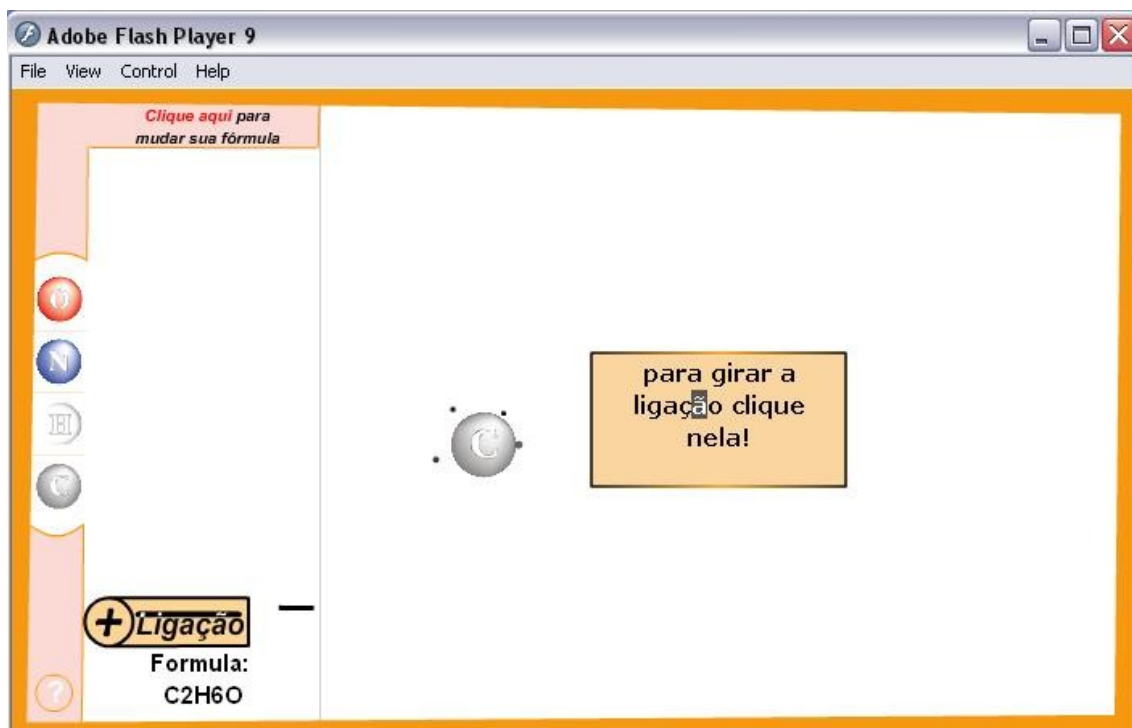 Adobe Flash Player 9
File View Control Help
Clique aqui para
mudar sua fórmula
O
N
H
C
C
para girar a
ligação clique
nela!
+ Ligação
Formula:
C2H6O
?